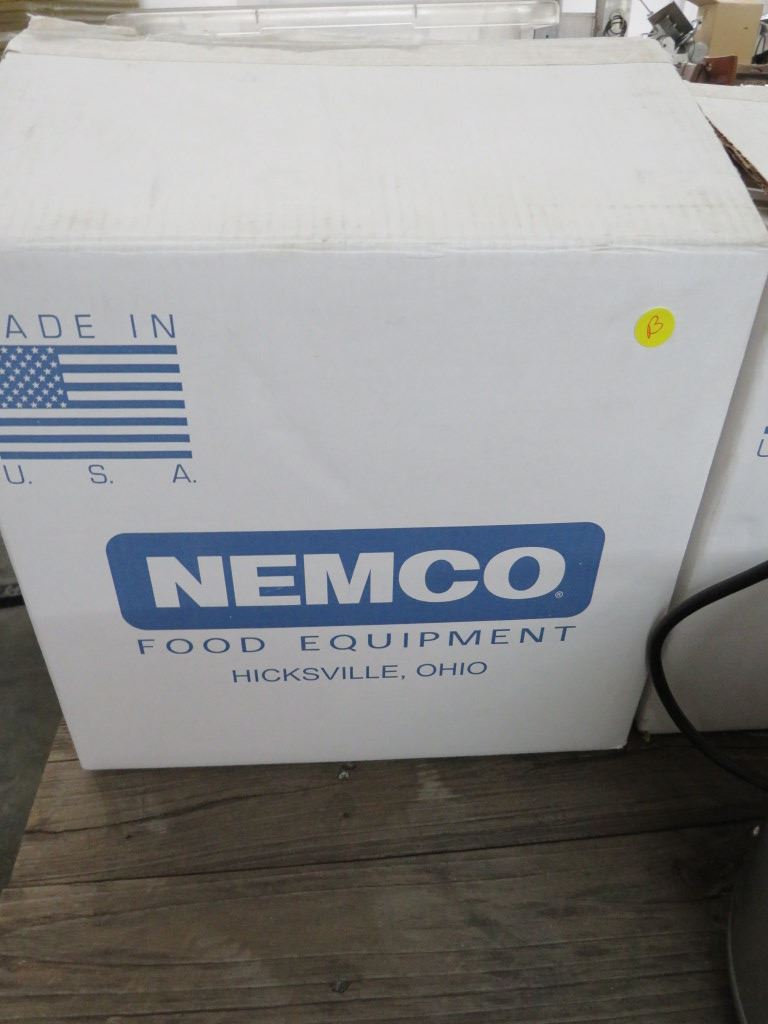 ADE IN
U. S. A.
B
NEMCO®
FOOD EQUIPMENT
HICKSVILLE, OHIO